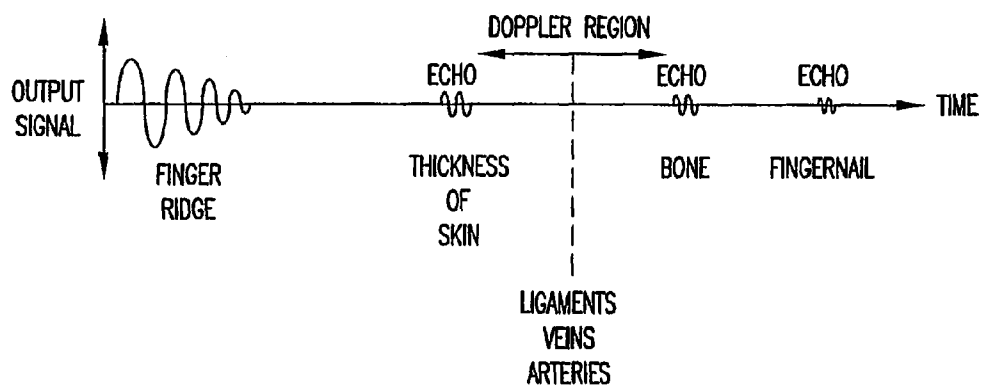 DOPPLER REGION
ECHO
ECHO
ECHO
OUTPUT
SIGNAL
TIME
FINGER
RIDGE
THICKNESS
OF
SKIN
BONE
FINGERNAIL
LIGAMENTS
VEINS
ARTERIES